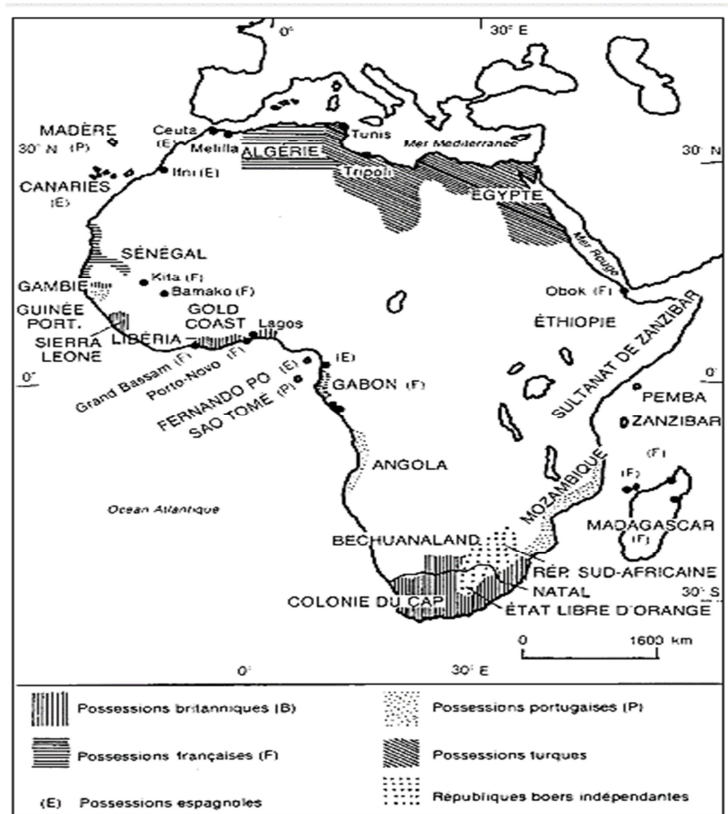 0° 30° E
MADÈRE
30° N (P)
CANARIES
(E)
Ceuta
(E)
Melilla
Ifni (E)
ALGÉRIE
Tunis
Mer Méditerranée
Tripoli
ÉGYPTE
30° N
Mer Rouge
SÉNÉGAL
GAMBIE
Kita (F)
Bamako (F)
GUINÉE
PORT.
SIERRA
LEONE
LIBÉRIA
GOLD
COAST
Lagos
Obok (F)
ÉTHIOPIE
SULTANAT DE ZANZIBAR
0°
Grand Bassam (F)
Porto-Novo (F)
FERNANDO PO (E)
SAO TOMÉ (P)
(E)
GABON (F)
0°
PEMBA
ZANZIBAR
(F)
(F)
ANGOLA
MOZAMBIQUE
MADAGASCAR
(F)
Ocean Atlantique
BECHUANALAND
RÉP. SUD-AFRICAINE
NATAL
30° S
COLONIE DU CAP
ÉTAT LIBRE D'ORANGE
0 1600 km
0° 30° E
Possessions britanniques (B)
Possessions portugaises (P)
Possessions françaises (F)
Possessions turques
(E) Possessions espagnoles
Républiques boers indépendantes